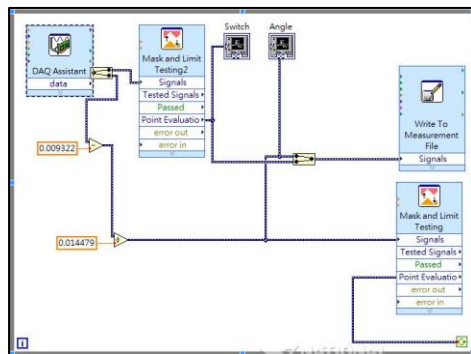 Switch
Angle
DAQ Assistant
data
Mask and Limit
Testing2
Signals
Tested Signals
Passed
Point Evaluatio
error out
error in
0.009322
0.014479
Write To
Measurement
File
Signals
Mask and Limit
Testing
Signals
Tested Signals
Passed
Point Evaluatio
error out
error in
i